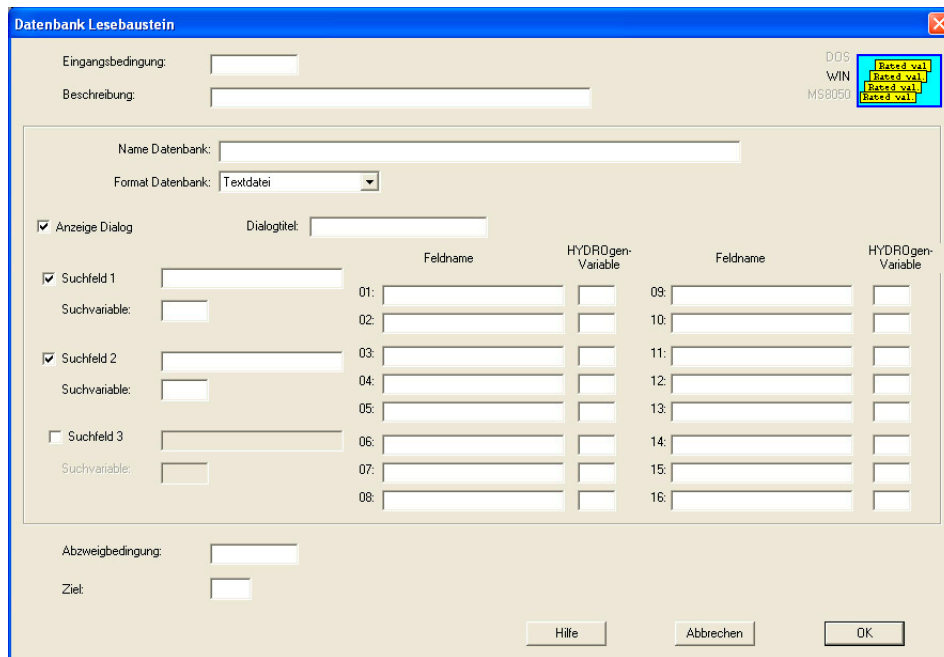 Datenbank Lesebaustein
Eingangsbedingung:
Beschreibung:
DOS
WIN
MS8050
Rated val
Rated val.
Rated val.
Rated val.
Name Datenbank:
Format Datenbank: Textdatei
Anzeige Dialog Dialogtitel:
Feldname HYDROgen-Variable Feldname HYDROgen-Variable
Suchfeld 1
Suchvariable:
Suchfeld 2
Suchvariable:
Suchfeld 3
Suchvariable:
01: 09:
02: 10:
03: 11:
04: 12:
05: 13:
06: 14:
07: 15:
08: 16:
Abzweigbedingung:
Ziel:
Hilfe Abbrechen OK